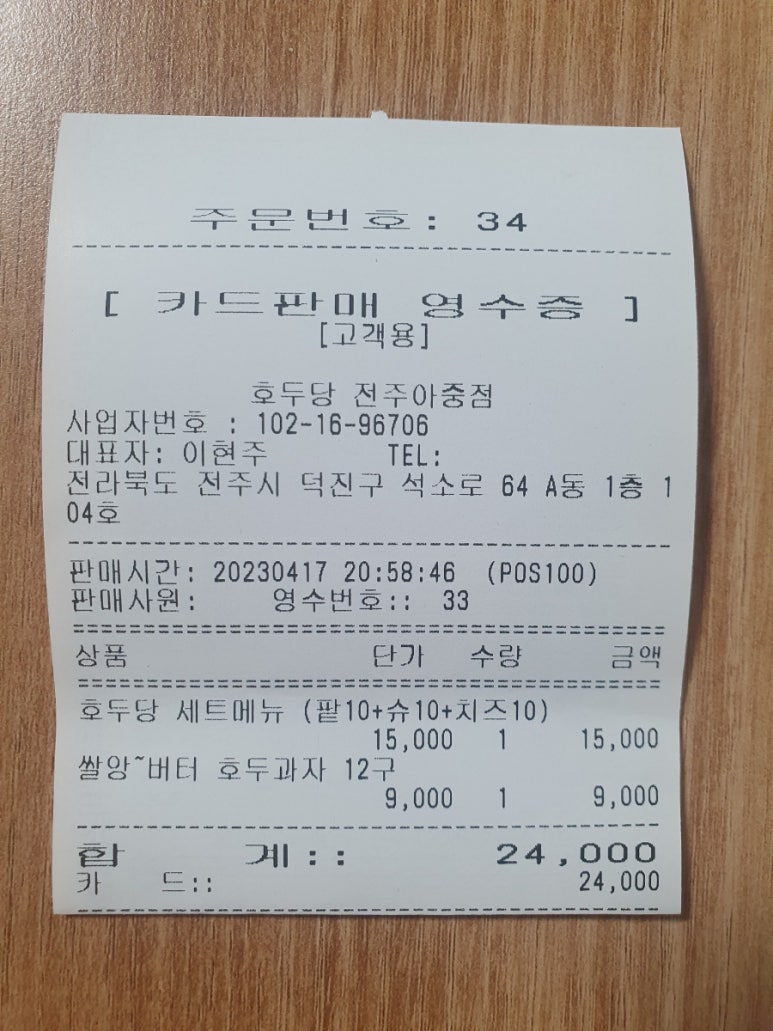 주문번호: 34
[ 카드판매 영수증 ]
[고객용]
호두당 전주아중점
사업자번호 : 102-16-96706
대표자: 이현주 TEL:
전라북도 전주시 덕진구 석소로 64 A동 1층 1
04호
판매시간: 20230417 20:58:46 (POS100)
판매사원: 영수번호:: 33
상품 단가 수량 금액
호두당 세트메뉴 (팥10+슈10+치즈10)
15,000 1 15,000
쌀앙~버터 호두과자 12구
9,000 1 9,000
합 계:: 24,000
카 드:: 24,000